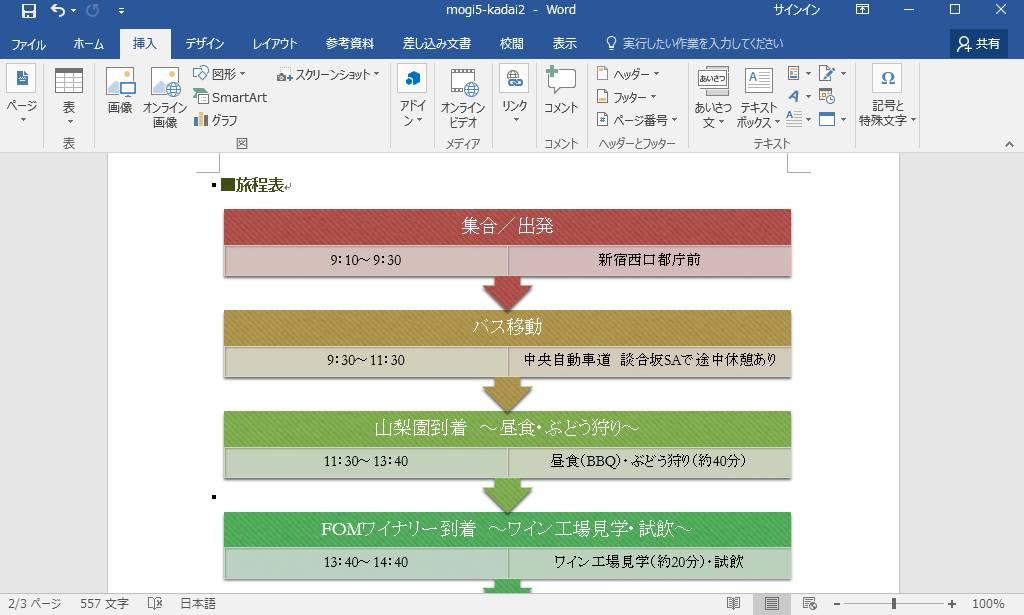 mogi5-kadai2 - Word
サインイン
ファイル ホーム 挿入 デザイン レイアウト 参考資料 差し込み文書 校閲 表示 実行したい作業を入力してください 共有
ページ
表
表
画像
オンライン
画像
図形
SmartArt
グラフ
スクリーンショット
図
アドイ
ン
オンライン
ビデオ
メディア
リンク
コメント
コメント
ヘッダー
フッター
ページ番号
ヘッダーとフッター
あいさつ
あいさつ
文
テキスト
ボックス
テキスト
Ω
記号と
特殊文字
■旅程表
集合／出発
9:10～9:30 新宿西口都庁前
バス移動
9:30～11:30 中央自動車道 談合坂SAで途中休憩あり
山梨園到着 ～昼食・ぶどう狩り～
11:30～13:40 昼食(BBQ)・ぶどう狩り(約40分)
FOMワイナリー到着 ～ワイン工場見学・試飲～
13:40～14:40 ワイン工場見学(約20分)・試飲
2/3 ページ 557 文字 日本語 100%